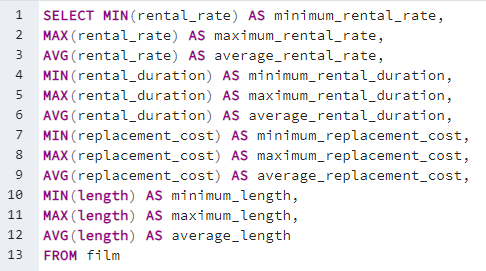 1 SELECT MIN(rental_rate) AS minimum_rental_rate,
2 MAX(rental_rate) AS maximum_rental_rate,
3 AVG(rental_rate) AS average_rental_rate,
4 MIN(rental_duration) AS minimum_rental_duration,
5 MAX(rental_duration) AS maximum_rental_duration,
6 AVG(rental_duration) AS average_rental_duration,
7 MIN(replacement_cost) AS minimum_replacement_cost,
8 MAX(replacement_cost) AS maximum_replacement_cost,
9 AVG(replacement_cost) AS average_replacement_cost,
10 MIN(length) AS minimum_length,
11 MAX(length) AS maximum_length,
12 AVG(length) AS average_length
13 FROM film